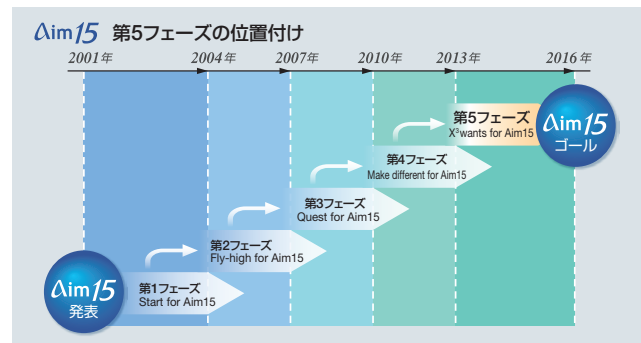 Aim15 第5フェーズの位置付け
2001年 2004年 2007年 2010年 2013年 2016年
第5フェーズ
X³wants for Aim15
Aim15
ゴール
第4フェーズ
Make different for Aim15
第3フェーズ
Quest for Aim15
第2フェーズ
Fly-high for Aim15
Aim15
発表
第1フェーズ
Start for Aim15